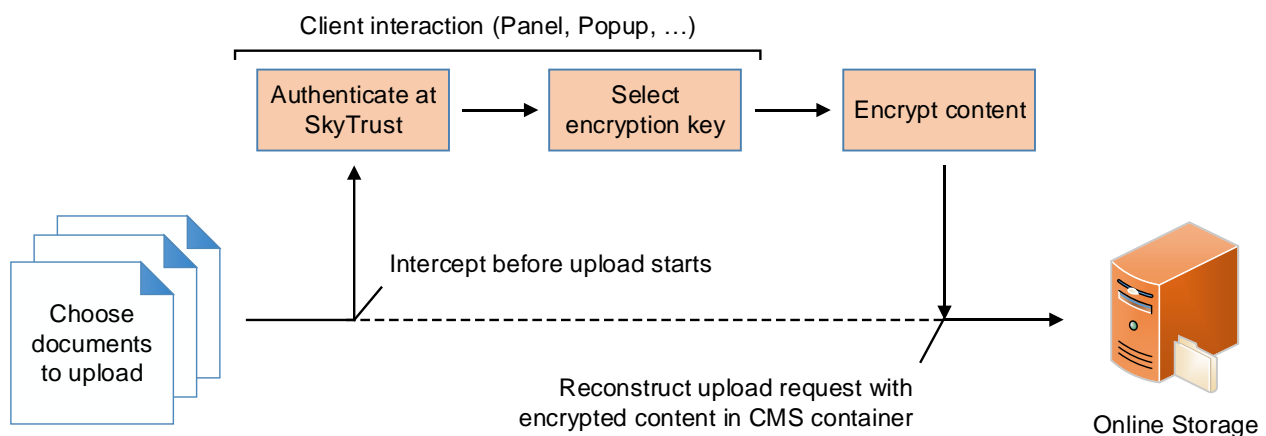 Client interaction (Panel, Popup, …)
Authenticate at
SkyTrust
Select
encryption key
Encrypt content
Intercept before upload starts
Choose
documents
to upload
Reconstruct upload request with
encrypted content in CMS container
Online Storage